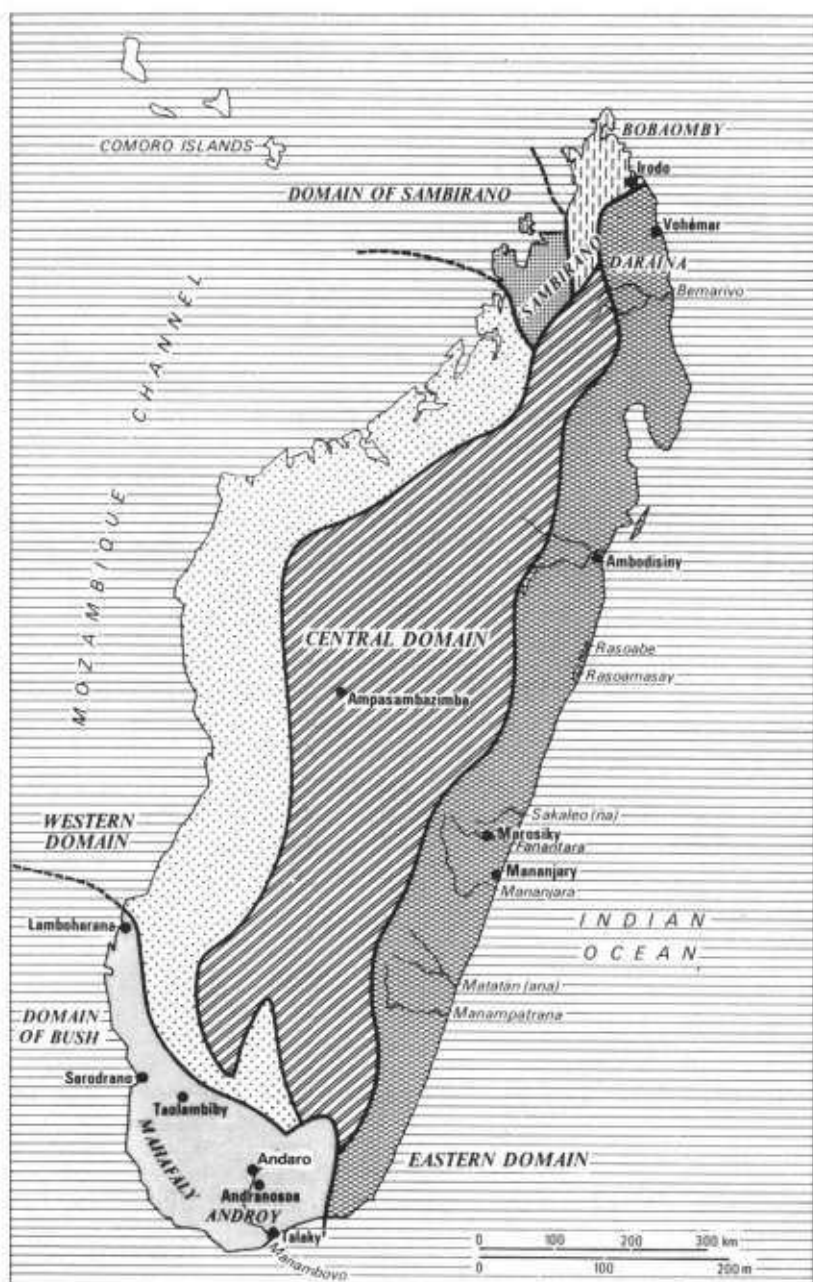 COMORO ISLANDS
BOBAOMBY
Irodo
DOMAIN OF SAMBIRANO
Vohémar
SAMBIRANO
DARAINA
Bemarivo
MOZAMBIQUE CHANNEL
Ambodisiny
CENTRAL DOMAIN
Rasoabe
Rasoamasay
Ampasambazimba
Sakaleo (na)
WESTERN
DOMAIN
Marosiky
Fanantara
Mananjary
Mananjara
Lamboharana
INDIAN
OCEAN
Matatàn (ana)
Manampatrana
DOMAIN
OF BUSH
Sarodrano
Taolambiby
MAHAFALY
Andaro
EASTERN DOMAIN
Andranosoa
ANDROY
Talaky
Manambovo
0 100 200 300 km
0 100 200 m